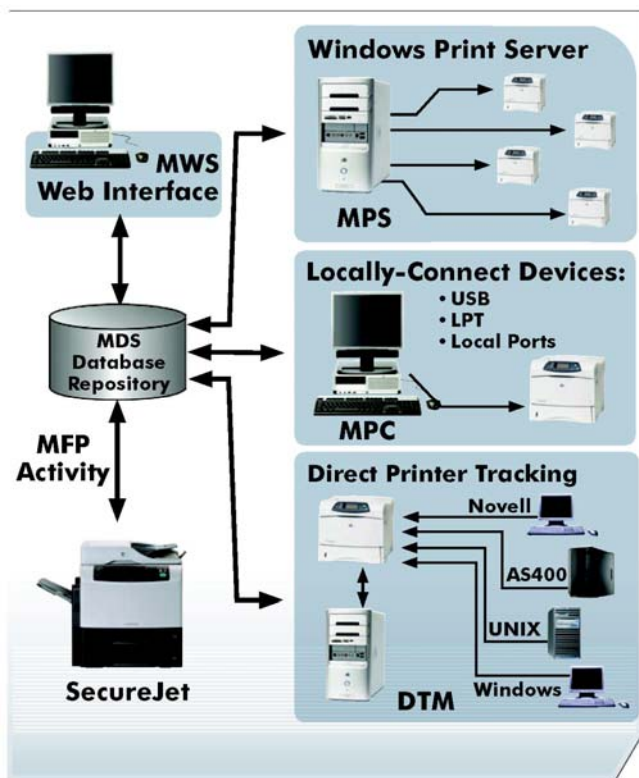 MWS
Web Interface
MDS
Database
Repository
MFP
Activity
SecureJet
Windows Print Server
MPS
Locally-Connect Devices:
• USB
• LPT
• Local Ports
MPC
Direct Printer Tracking
Novell
AS400
UNIX
Windows
DTM